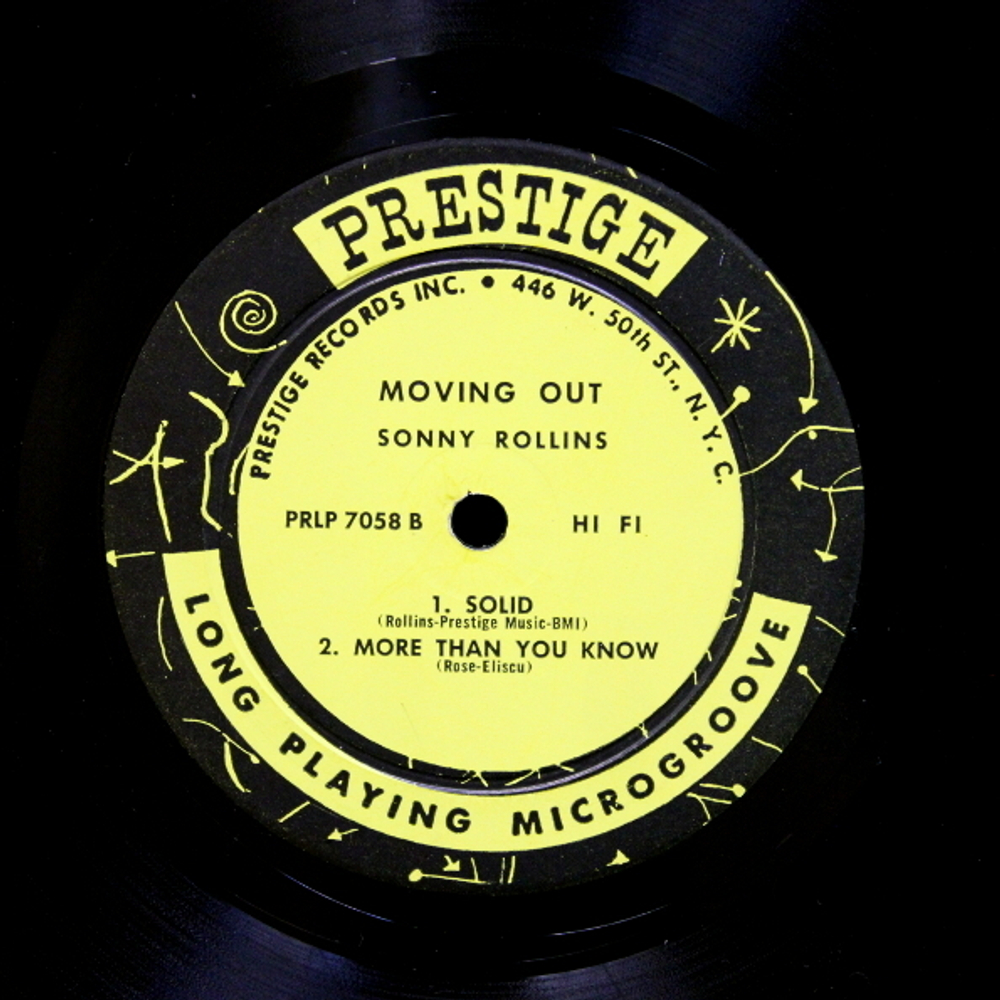 PRESTIGE
PRESTIGE RECORDS INC. • 446 W. 50th ST., N. Y. C.
MOVING OUT
SONNY ROLLINS
PRLP 7058 B HI FI
1. SOLID
(Rollins-Prestige Music-BMI)
2. MORE THAN YOU KNOW
(Rose-Eliscu)
LONG PLAYING MICROGROOVE